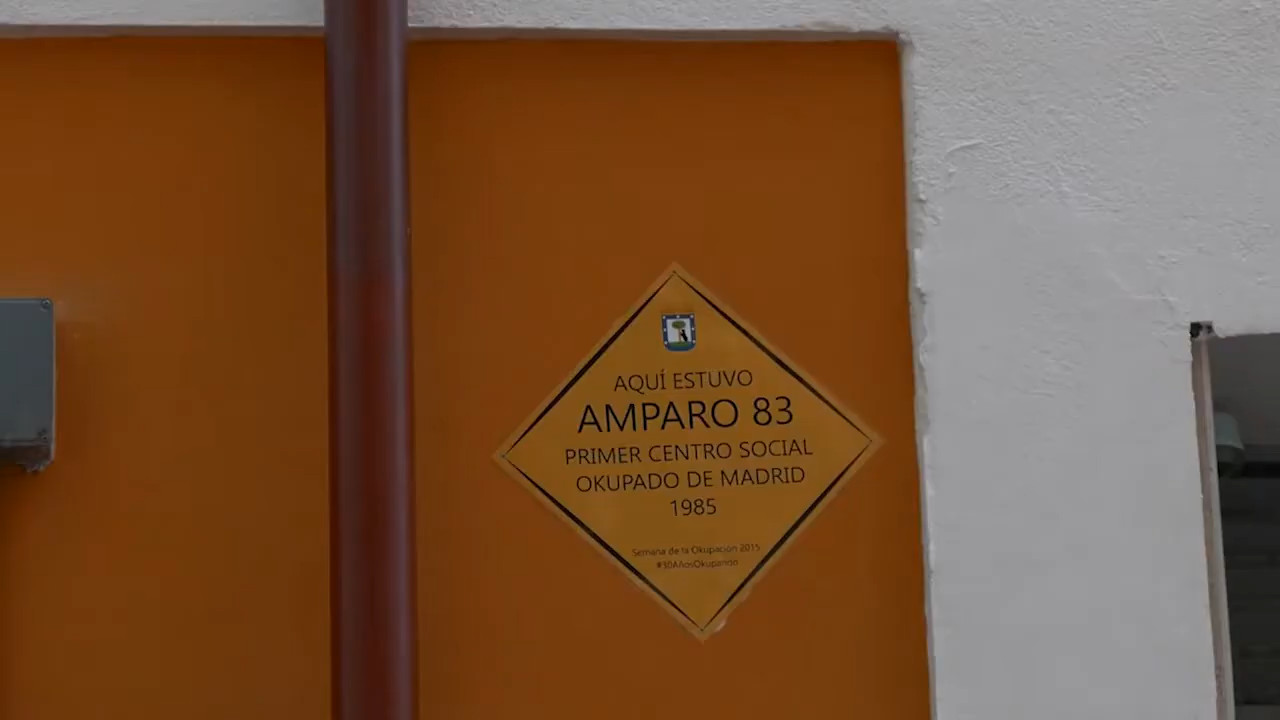 AQUÍ ESTUVO
AMPARO 83
PRIMER CENTRO SOCIAL
OKUPADO DE MADRID
1985
Semana de la Okupación 2015
#30AñosOkupando